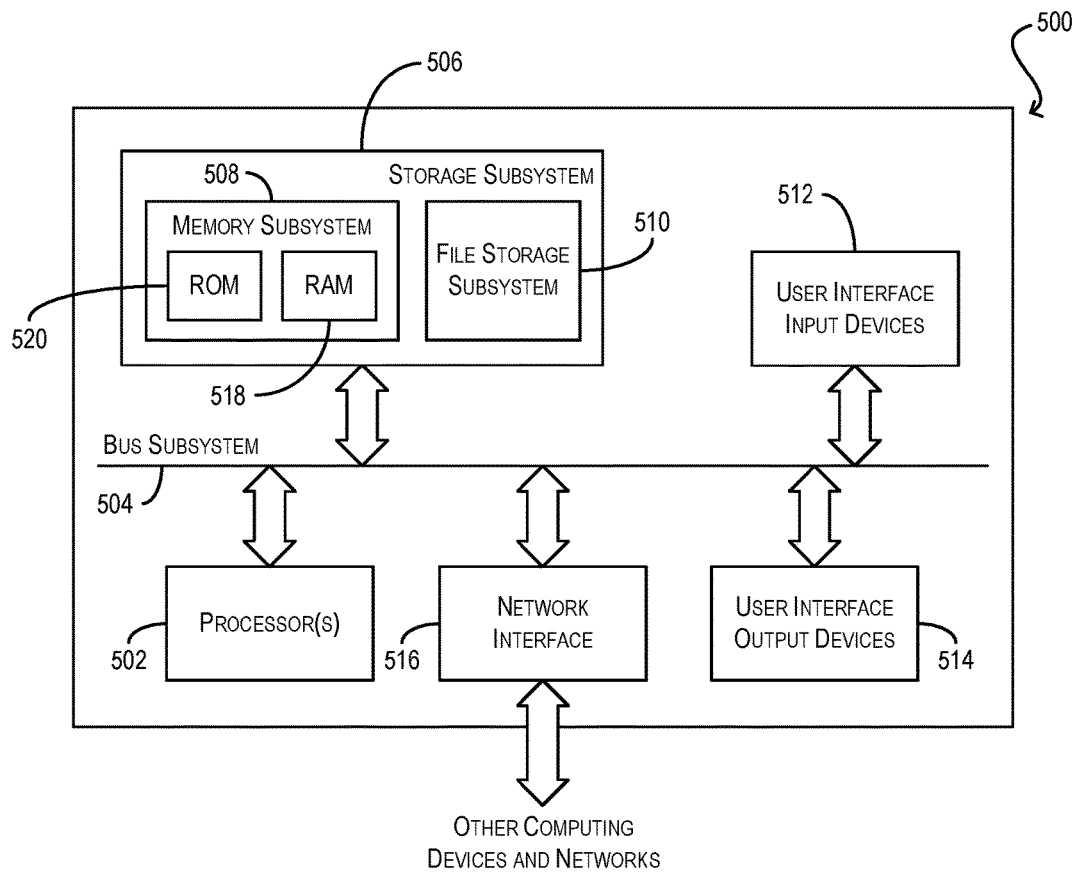 500
506
STORAGE SUBSYSTEM
508
MEMORY SUBSYSTEM
ROM
RAM
510
FILE STORAGE
SUBSYSTEM
512
USER INTERFACE
INPUT DEVICES
520
518
BUS SUBSYSTEM
504
PROCESSOR(S)
502
NETWORK
INTERFACE
516
USER INTERFACE
OUTPUT DEVICES
514
OTHER COMPUTING
DEVICES AND NETWORKS